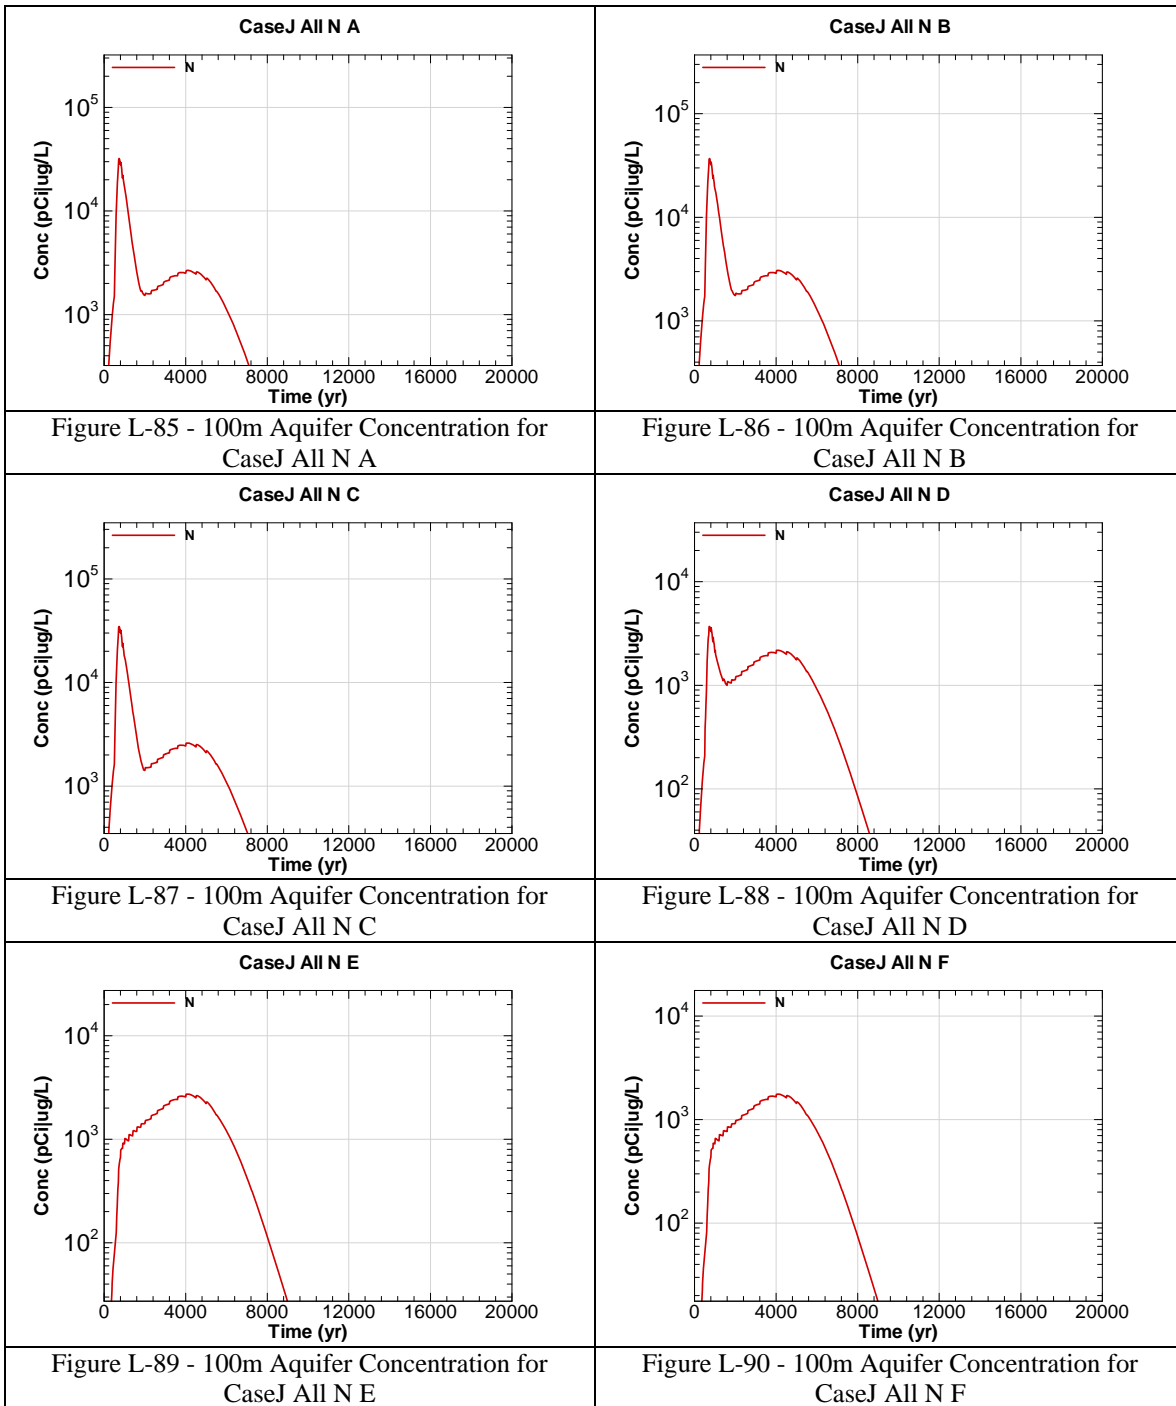 CaseJ All N A
N
10^5
10^4
10^3
Conc (pCi|ug/L)
0 4000 8000 12000 16000 20000
Time (yr)
Figure L-85 - 100m Aquifer Concentration for
CaseJ All N A
CaseJ All N B
N
10^5
10^4
10^3
Conc (pCi|ug/L)
0 4000 8000 12000 16000 20000
Time (yr)
Figure L-86 - 100m Aquifer Concentration for
CaseJ All N B
CaseJ All N C
N
10^5
10^4
10^3
Conc (pCi|ug/L)
0 4000 8000 12000 16000 20000
Time (yr)
Figure L-87 - 100m Aquifer Concentration for
CaseJ All N C
CaseJ All N D
N
10^4
10^3
10^2
Conc (pCi|ug/L)
0 4000 8000 12000 16000 20000
Time (yr)
Figure L-88 - 100m Aquifer Concentration for
CaseJ All N D
CaseJ All N E
N
10^4
10^3
10^2
Conc (pCi|ug/L)
0 4000 8000 12000 16000 20000
Time (yr)
Figure L-89 - 100m Aquifer Concentration for
CaseJ All N E
CaseJ All N F
N
10^4
10^3
10^2
Conc (pCi|ug/L)
0 4000 8000 12000 16000 20000
Time (yr)
Figure L-90 - 100m Aquifer Concentration for
CaseJ All N F